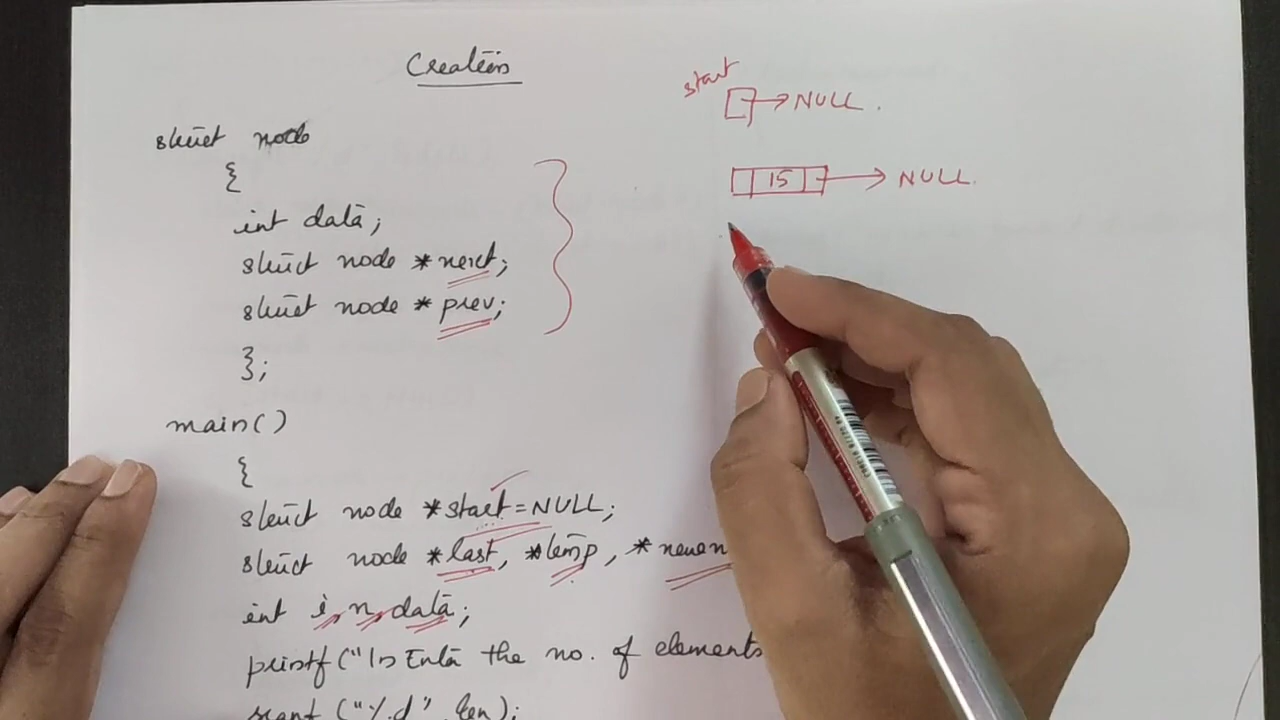 Creation
struct node
{
int data;
struct node *next;
struct node *prev;
};
main()
{
struct node *start=NULL;
struct node *last, *temp, *
int i, n, data;
printf("\n Enter the no. of elements
scanf ("%d", &n);
start
→NULL.
15 → NULL.